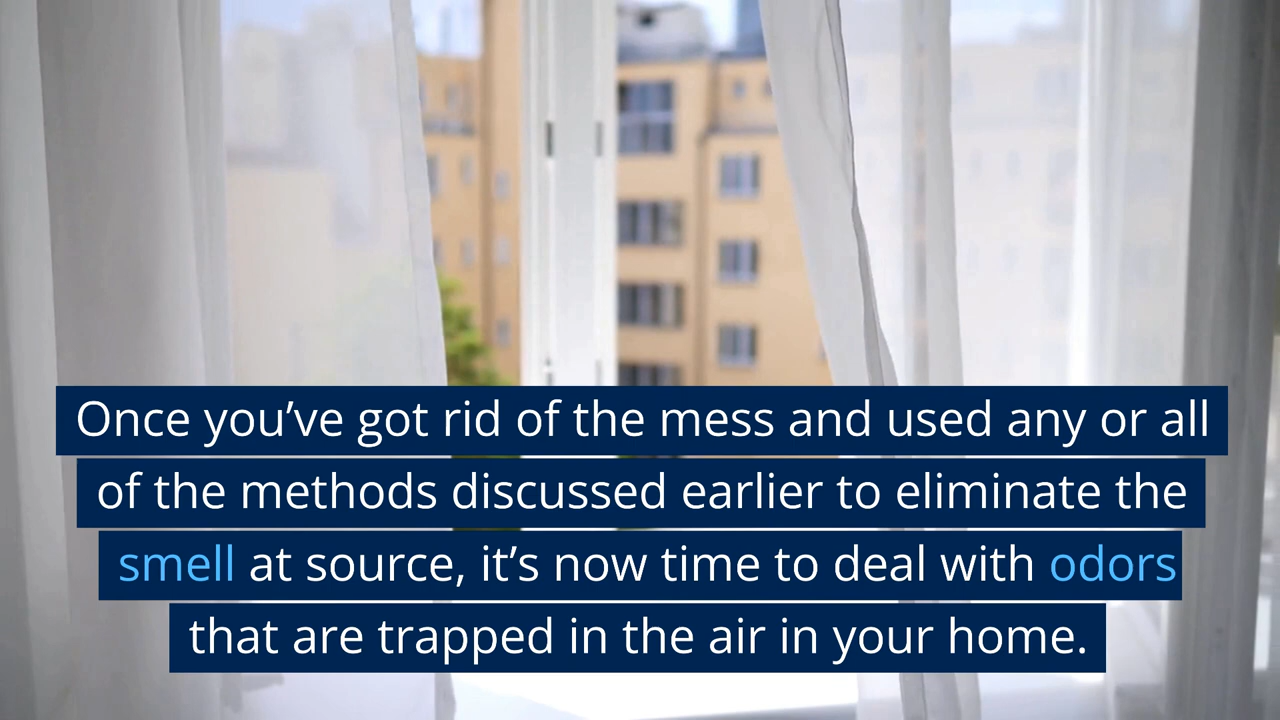 Once you’ve got rid of the mess and used any or all
of the methods discussed earlier to eliminate the
smell at source, it’s now time to deal with odors
that are trapped in the air in your home.